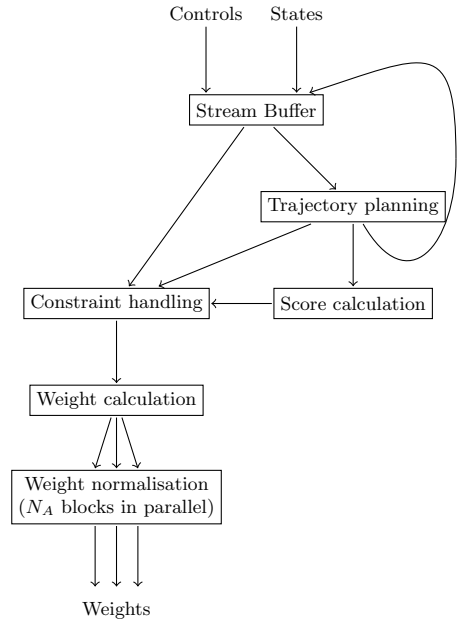 Controls States
Stream Buffer
Trajectory planning
Constraint handling
Score calculation
Weight calculation
Weight normalisation
(N_A blocks in parallel)
Weights